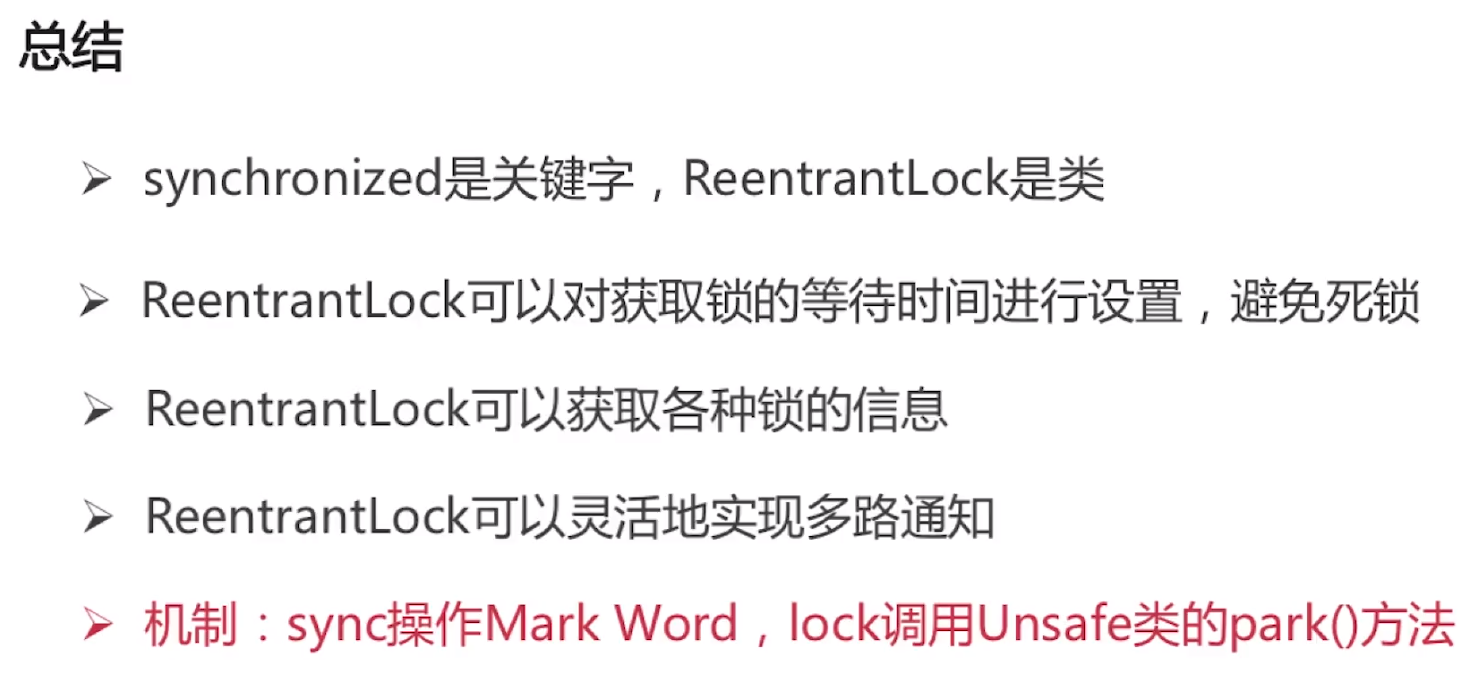 总结
synchronized是关键字，ReentrantLock是类
ReentrantLock可以对获取锁的等待时间进行设置，避免死锁
ReentrantLock可以获取各种锁的信息
ReentrantLock可以灵活地实现多路通知
机制：sync操作Mark Word，lock调用Unsafe类的park()方法